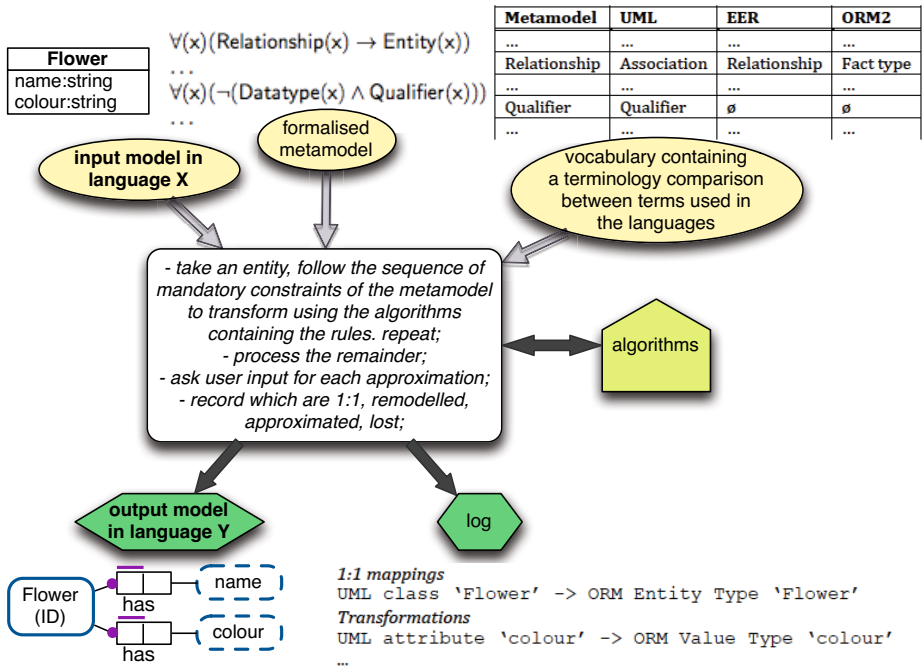 Flower
name:string
colour:string
∀(x)(Relationship(x) → Entity(x))
...
∀(x)(¬(Datatype(x) ∧ Qualifier(x)))
...
Metamodel UML EER ORM2
... ... ... ...
Relationship Association Relationship Fact type
... ... ... ...
Qualifier Qualifier ø ø
... ... ... ...
input model in
language X
formalised
metamodel
vocabulary containing
a terminology comparison
between terms used in
the languages
- take an entity, follow the sequence of
mandatory constraints of the metamodel
to transform using the algorithms
containing the rules. repeat;
- process the remainder;
- ask user input for each approximation;
- record which are 1:1, remodelled,
approximated, lost;
algorithms
output model
in language Y
log
Flower
(ID)
has
name
has
colour
1:1 mappings
UML class ‘Flower’ -> ORM Entity Type ‘Flower’
Transformations
UML attribute ‘colour’ -> ORM Value Type ‘colour’
…